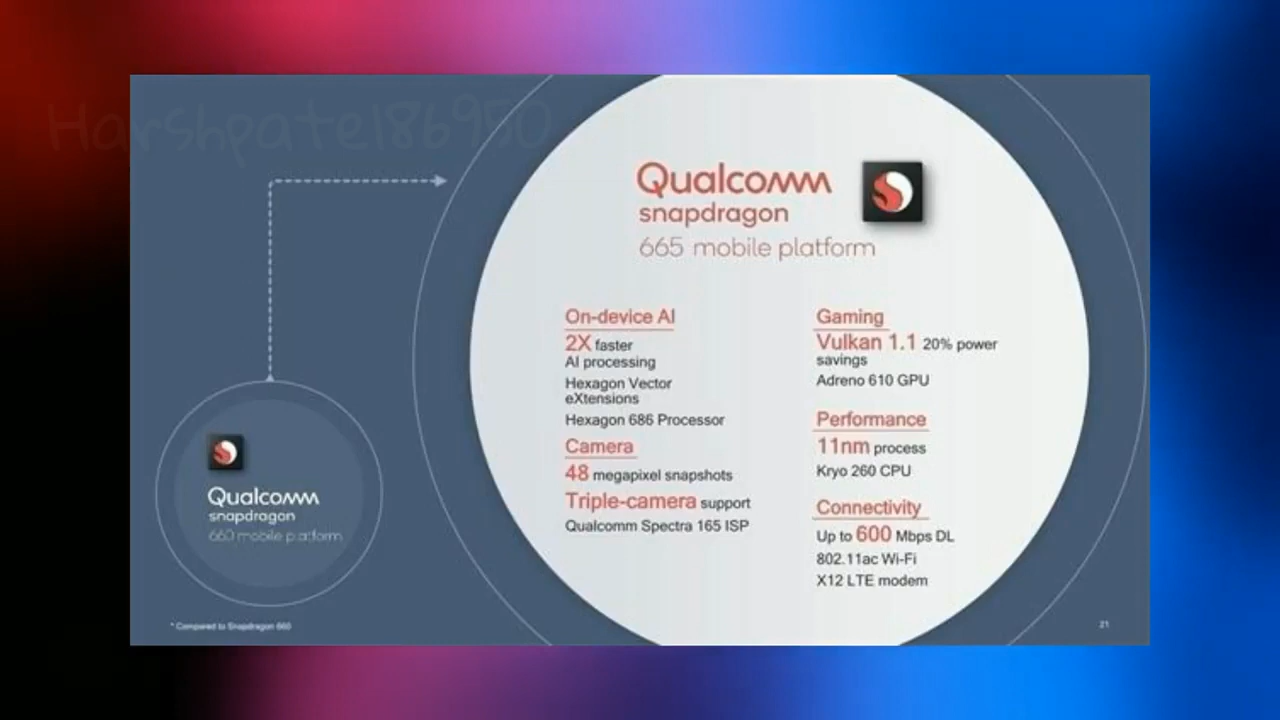 Harshpatel86950
Qualcomm
snapdragon
665 mobile platform
On-device AI
2X faster
AI processing
Hexagon Vector
eXtensions
Hexagon 686 Processor
Camera
48 megapixel snapshots
Triple-camera support
Qualcomm Spectra 165 ISP
Gaming
Vulkan 1.1 20% power
savings
Adreno 610 GPU
Performance
11nm process
Kryo 260 CPU
Connectivity
Up to 600 Mbps DL
802.11ac Wi-Fi
X12 LTE modem
Qualcomm
snapdragon
660 mobile platform
* Compared to Snapdragon 660
21